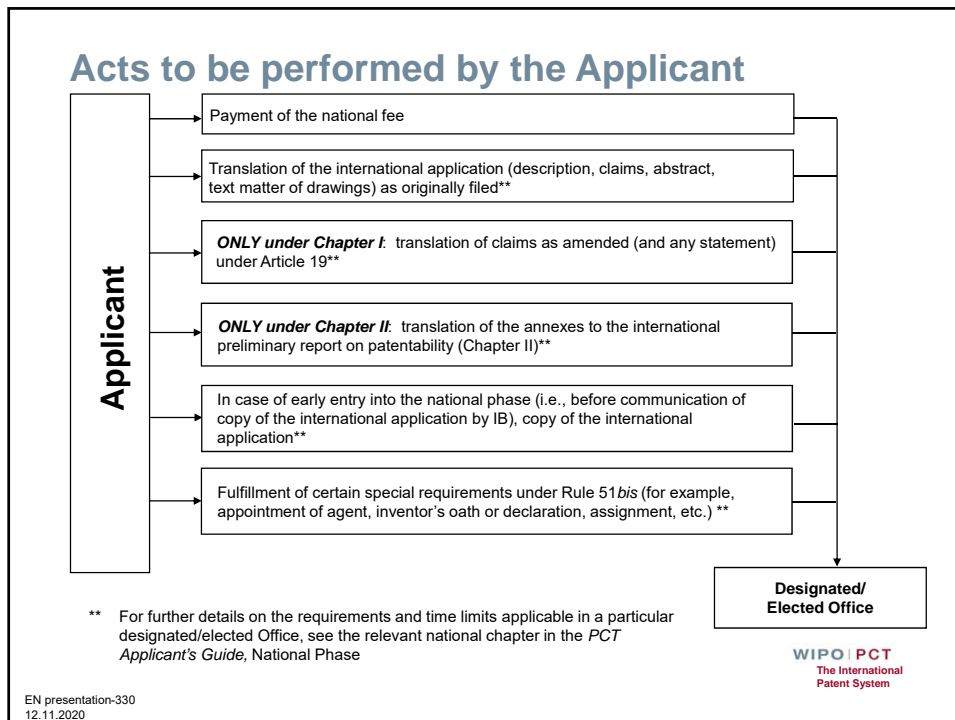 Acts to be performed by the Applicant
Applicant
Payment of the national fee
Translation of the international application (description, claims, abstract,
text matter of drawings) as originally filed**
ONLY under Chapter I:  translation of claims as amended (and any statement)
under Article 19**
ONLY under Chapter II:  translation of the annexes to the international
preliminary report on patentability (Chapter II)**
In case of early entry into the national phase (i.e., before communication of
copy of the international application by IB), copy of the international
application**
Fulfillment of certain special requirements under Rule 51bis (for example,
appointment of agent, inventor’s oath or declaration, assignment, etc.) **
Designated/
Elected Office
** For further details on the requirements and time limits applicable in a particular
designated/elected Office, see the relevant national chapter in the PCT
Applicant’s Guide, National Phase
WIPO|PCT
The International
Patent System
EN presentation-330
12.11.2020